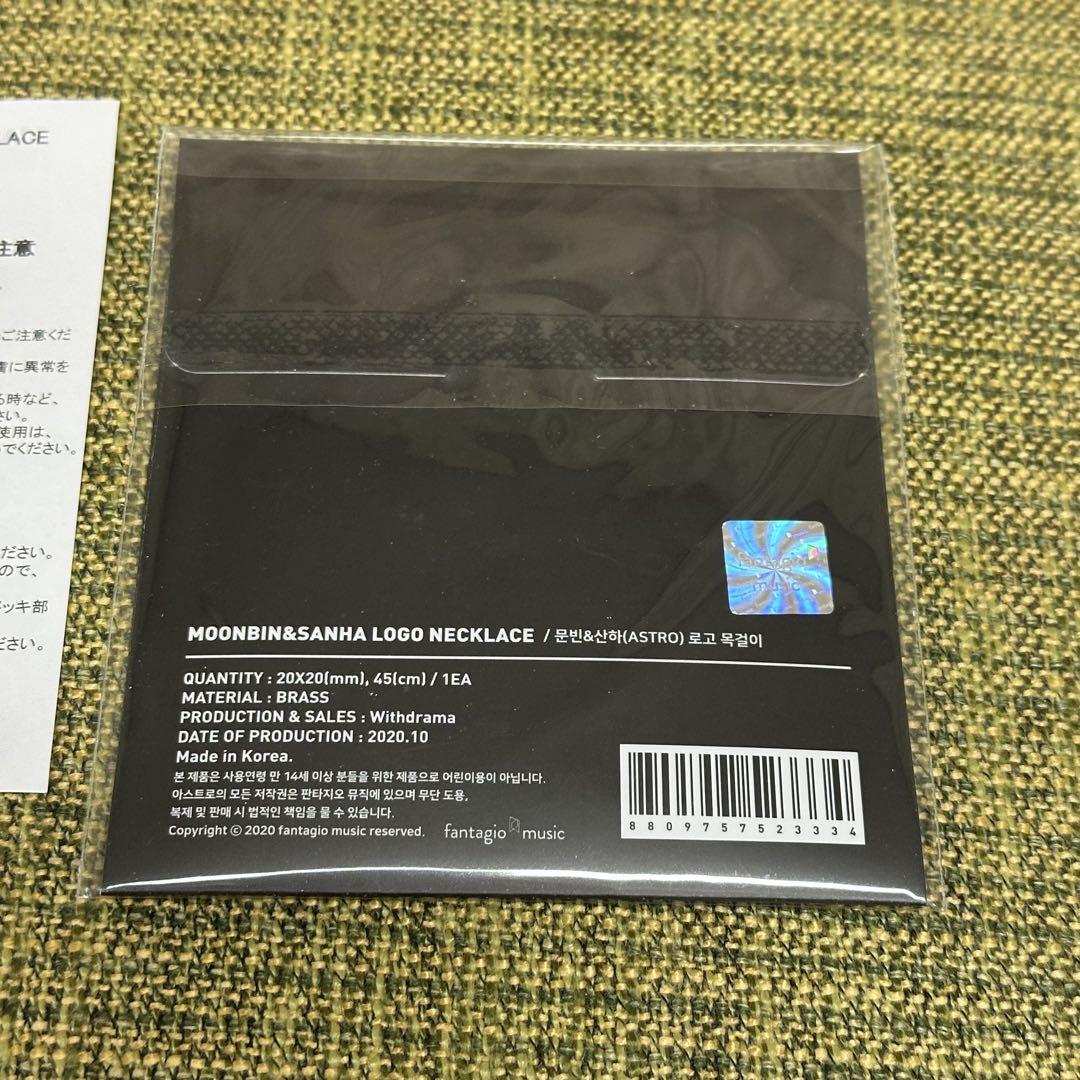 LACE
注意
ご注意くだ
に異常を
時など、
さい。
使用は、
でください。
ださい。
ので、
ッキ部
ださい。
fantagio
music
MOONBIN&SANHA LOGO NECKLACE / 문빈&산하(ASTRO) 로고 목걸이
QUANTITY : 20X20(mm), 45(cm) / 1EA
MATERIAL : BRASS
PRODUCTION & SALES : Withdrama
DATE OF PRODUCTION : 2020.10
Made in Korea.
본 제품은 사용연령 만 14세 이상 분들을 위한 제품으로 어린이용이 아닙니다.
아스트로의 모든 저작권은 판타지오 뮤직에 있으며 무단 도용,
복제 및 판매 시 법적인 책임을 물 수 있습니다.
Copyright © 2020 fantagio music reserved.
fantagio music
8809757523334